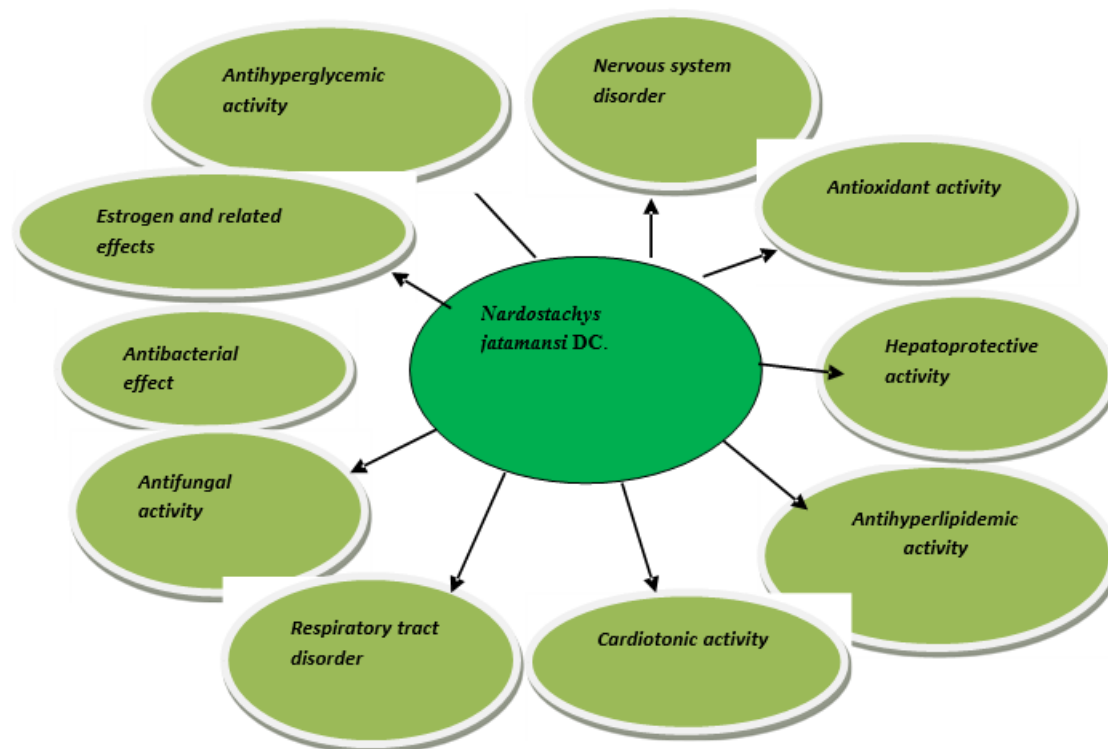 Antihyperglycemic
activity
Nervous system
disorder
Antioxidant activity
Estrogen and related
effects
Nardostachys
jatamansi DC.
Hepatoprotective
activity
Antibacterial
effect
Antifungal
activity
Antihyperlipidemic
activity
Respiratory tract
disorder
Cardiotonic activity